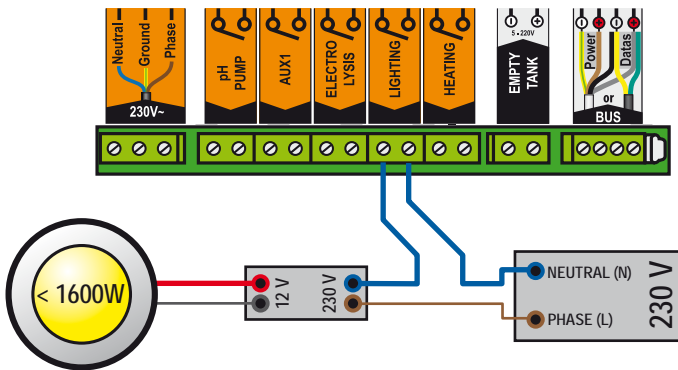 Neutral
Ground
Phase
230V~
pH
PUMP
AUX1
ELECTRO
LYSIS
LIGHTING
HEATING
5 - 220V
EMPTY
TANK
Power
Datas
or
BUS
< 1600W
12 V
230 V
NEUTRAL (N)
PHASE (L)
230 V